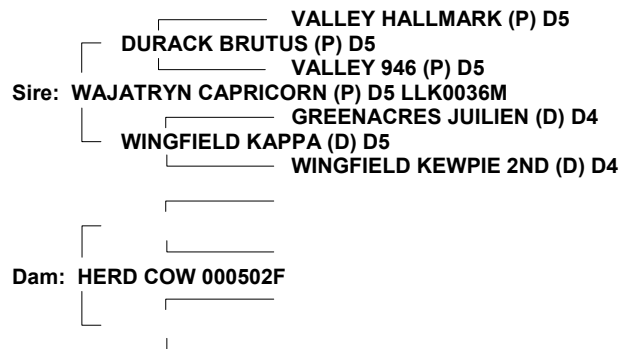 VALLEY HALLMARK (P) D5
DURACK BRUTUS (P) D5
VALLEY 946 (P) D5
Sire: WAJATRYN CAPRICORN (P) D5 LLK0036M
GREENACRES JUILIEN (D) D4
WINGFIELD KAPPA (D) D5
WINGFIELD KEWPIE 2ND (D) D4
Dam: HERD COW 000502F